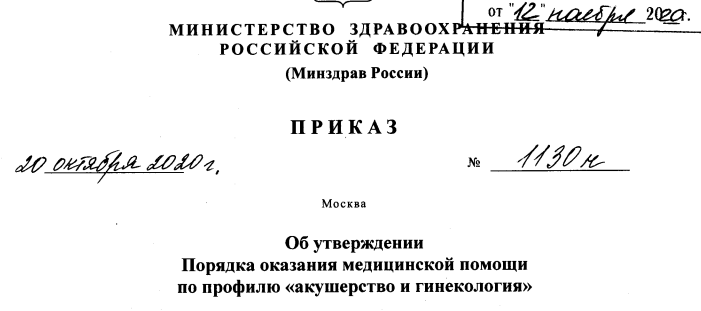 от "12" ноября 2020г.
МИНИСТЕРСТВО ЗДРАВООХРАНЕНИЯ
РОССИЙСКОЙ ФЕДЕРАЦИИ
(Минздрав России)
ПРИКАЗ
20 октября 2020 г.
№ 1130н
Москва
Об утверждении
Порядка оказания медицинской помощи
по профилю «акушерство и гинекология»